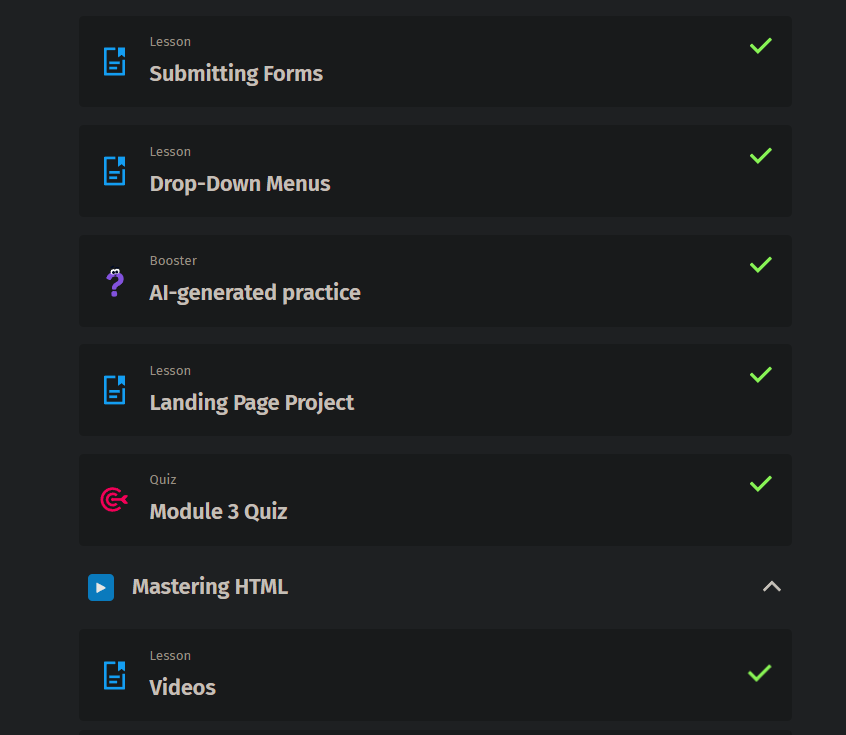 Lesson
Submitting Forms
Lesson
Drop-Down Menus
Booster
AI-generated practice
Lesson
Landing Page Project
Quiz
Module 3 Quiz
Mastering HTML
Lesson
Videos